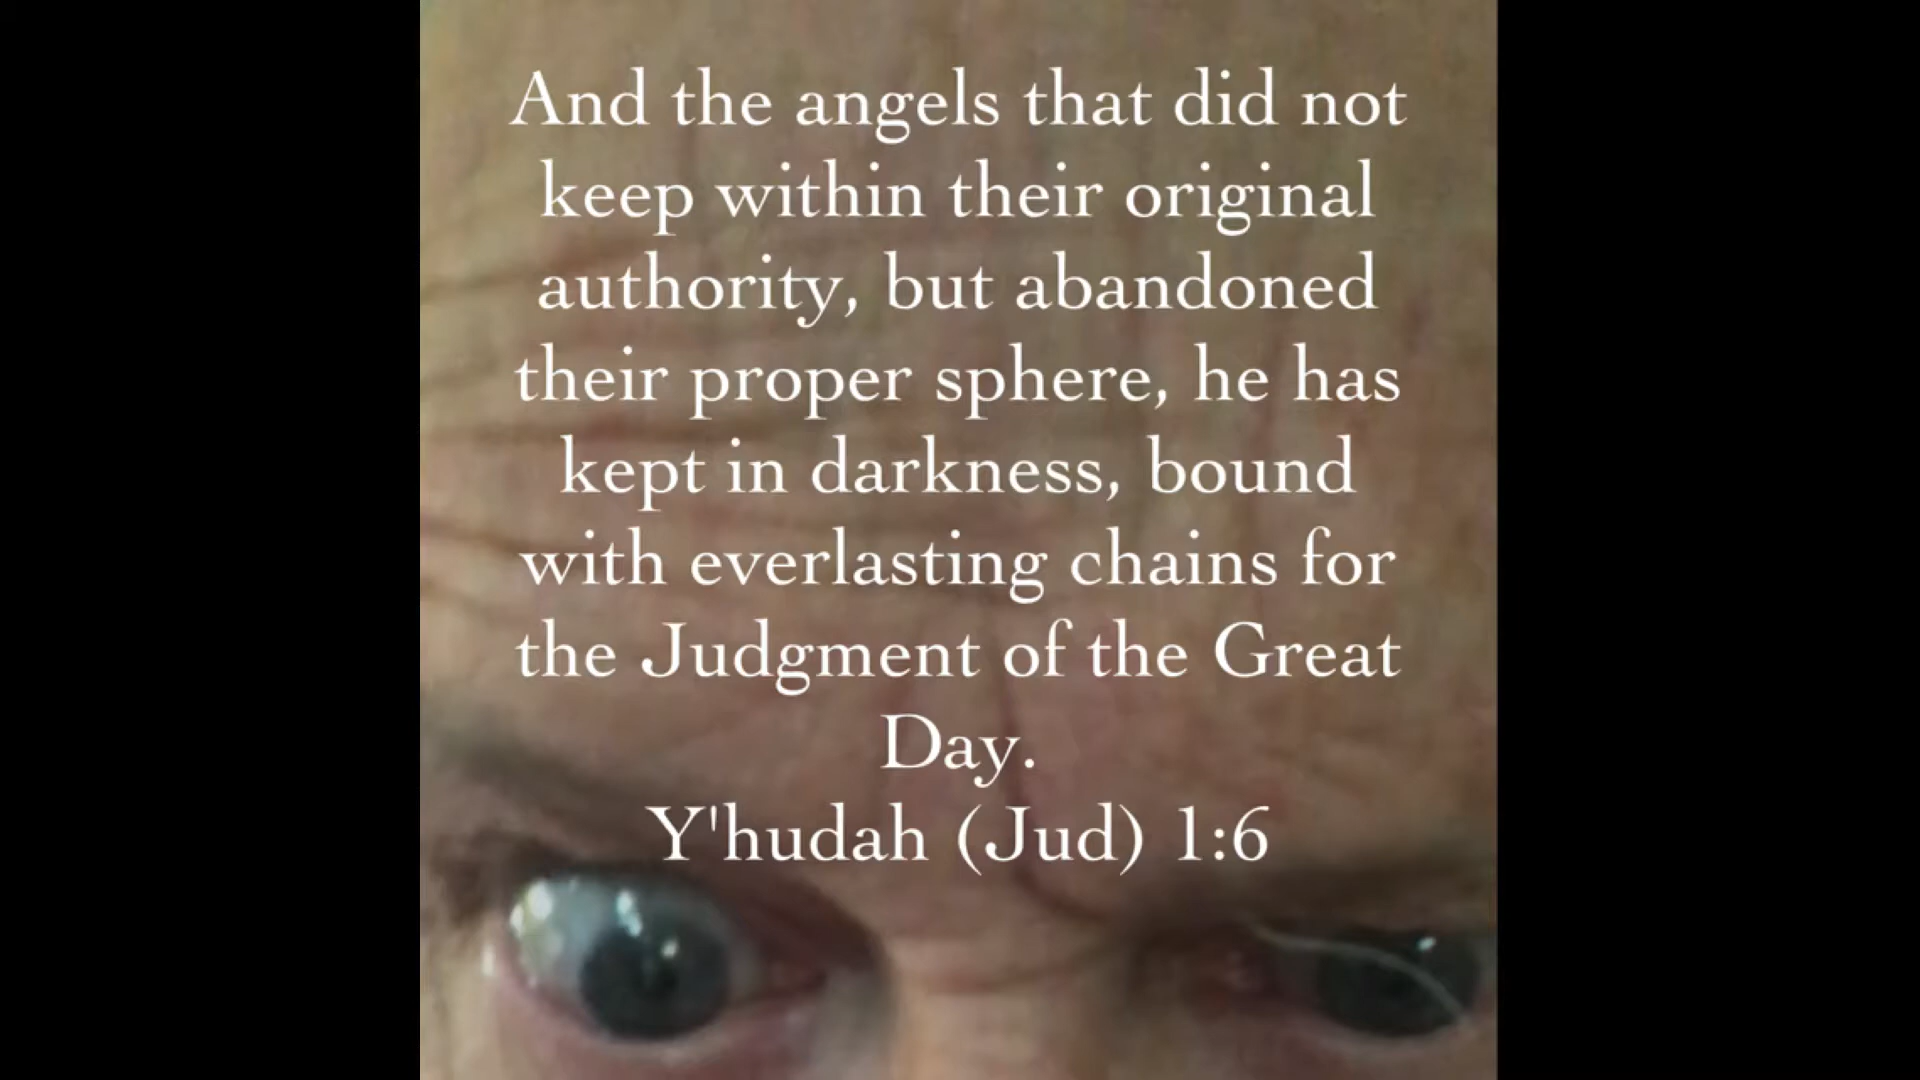 And the angels that did not
keep within their original
authority, but abandoned
their proper sphere, he has
kept in darkness, bound
with everlasting chains for
the Judgment of the Great
Day.
Y'hudah (Jud) 1:6